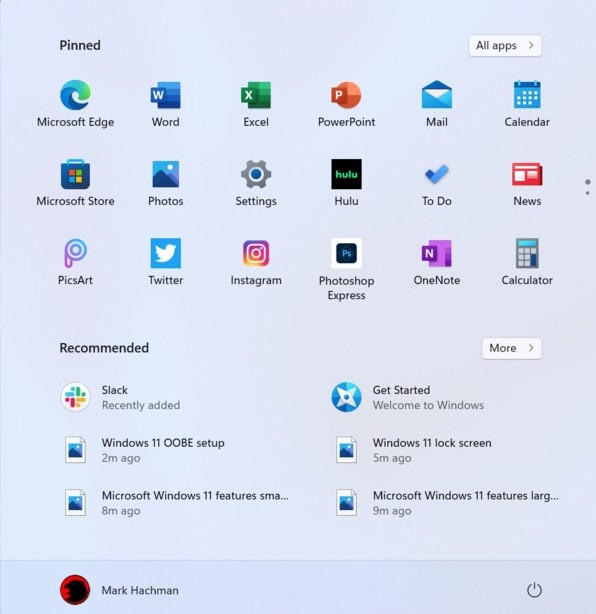 Pinned
All apps
Microsoft Edge
Word
Excel
PowerPoint
Mail
Calendar
Microsoft Store
Photos
Settings
hulu
Hulu
To Do
News
PicsArt
Twitter
Instagram
Ps
Photoshop
Express
OneNote
Calculator
Recommended
More
Slack
Recently added
Get Started
Welcome to Windows
Windows 11 OOBE setup
2m ago
Windows 11 lock screen
5m ago
Microsoft Windows 11 features sma...
8m ago
Microsoft Windows 11 features larg...
9m ago
Mark Hachman